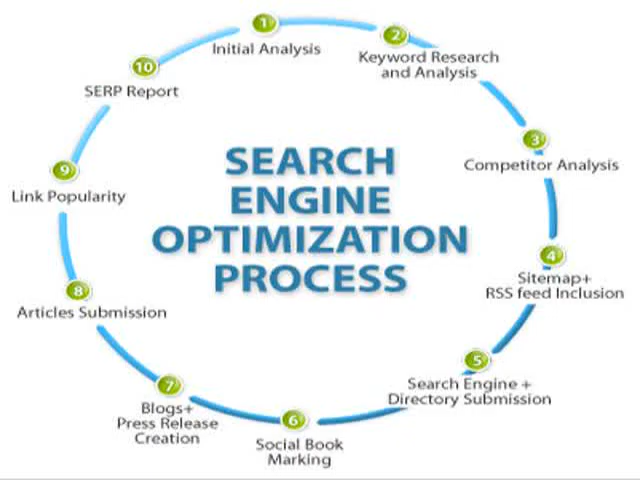 SEARCH
ENGINE
OPTIMIZATION
PROCESS
1
Initial Analysis
2
Keyword Research
and Analysis
3
Competitor Analysis
4
Sitemap+
RSS feed Inclusion
5
Search Engine +
Directory Submission
6
Social Book
Marking
7
Blogs+
Press Release
Creation
8
Articles Submission
9
Link Popularity
10
SERP Report